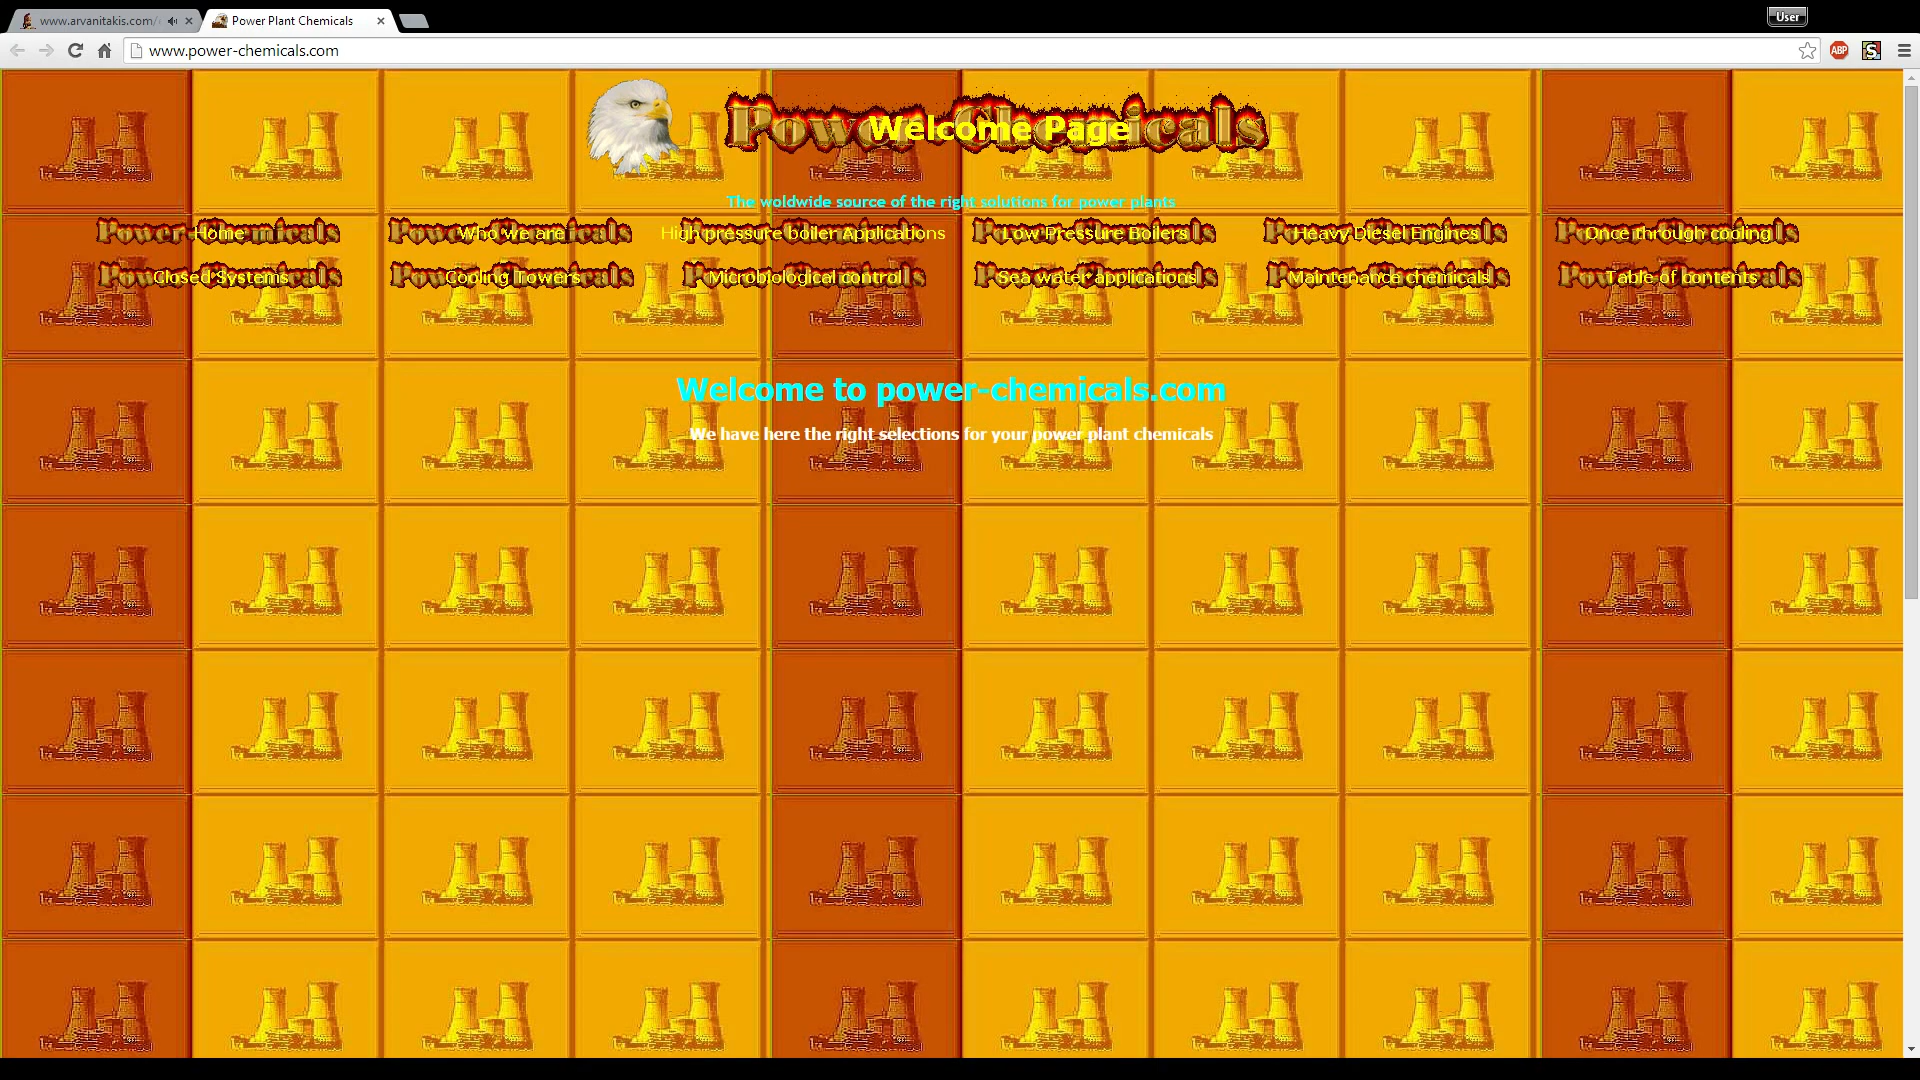 www.arvanitakis.com/
Power Plant Chemicals
User
www.power-chemicals.com
ABP
S
Power Chemicals
Welcome Page
The woldwide source of the right solutions for power plants
Home Who we are High pressure boiler Applications Low Pressure Boilers Heavy Diesel Engines Once through cooling
Closed Systems Cooling Towers Microbiological control Sea water applications Maintenance chemicals Table of contents
Welcome to power-chemicals.com
We have here the right selections for your power plant chemicals